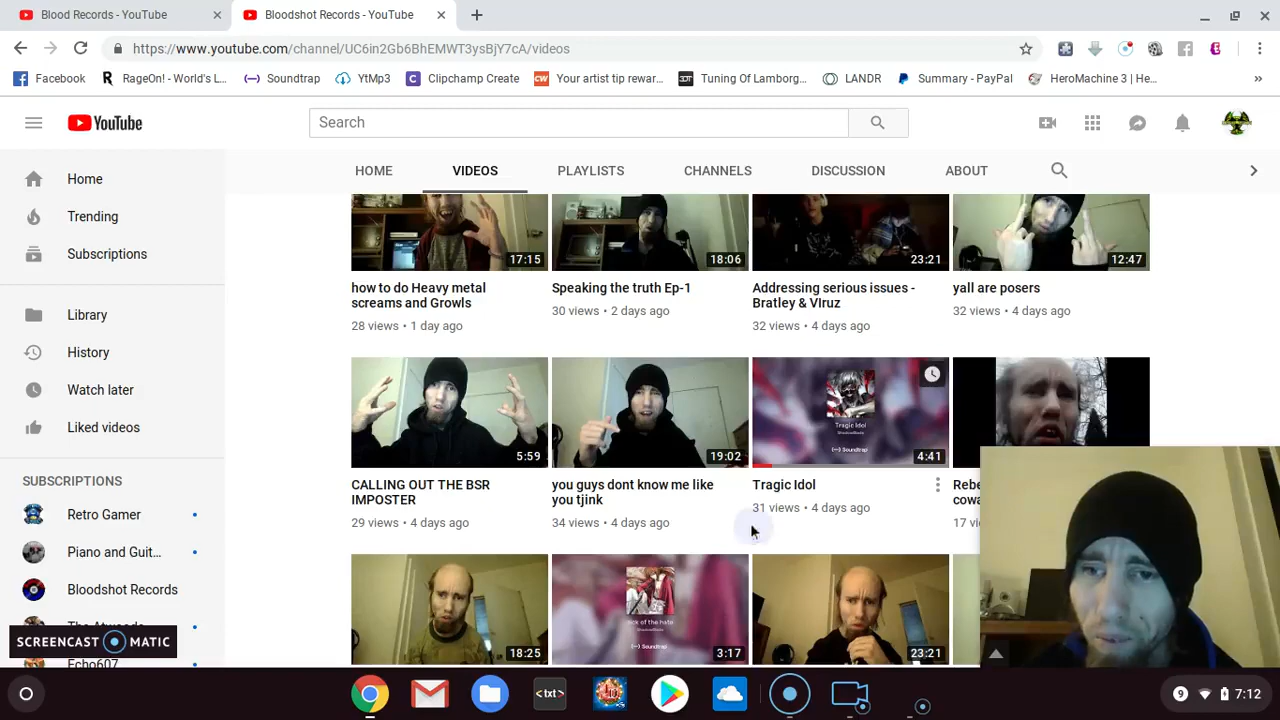 Blood Records - YouTube
Bloodshot Records - YouTube
https://www.youtube.com/channel/UC6in2Gb6BhEMWT3ysBjY7cA/videos
Facebook
RageOn! - World's L...
Soundtrap
YtMp3
Clipchamp Create
Your artist tip rewar...
Tuning Of Lamborg...
LANDR
Summary - PayPal
HeroMachine 3 | He...
YouTube
Search
HOME
VIDEOS
PLAYLISTS
CHANNELS
DISCUSSION
ABOUT
Home
Trending
Subscriptions
Library
History
Watch later
Liked videos
SUBSCRIPTIONS
Retro Gamer
Piano and Guit...
Bloodshot Records
Echo607
SCREENCAST MATIC
17:15
18:06
23:21
12:47
how to do Heavy metal
screams and Growls
28 views • 1 day ago
Speaking the truth Ep-1
30 views • 2 days ago
Addressing serious issues -
Bratley & VIruz
32 views • 4 days ago
yall are posers
32 views • 4 days ago
5:59
19:02
Tragic Idol
Soundtrap
4:41
CALLING OUT THE BSR
IMPOSTER
29 views • 4 days ago
you guys dont know me like
you tjink
34 views • 4 days ago
Tragic Idol
31 views • 4 days ago
Rebe
cowa
17 vi
18:25
sick of the hate
Soundtrap
3:17
23:21
<txt>
9
7:12